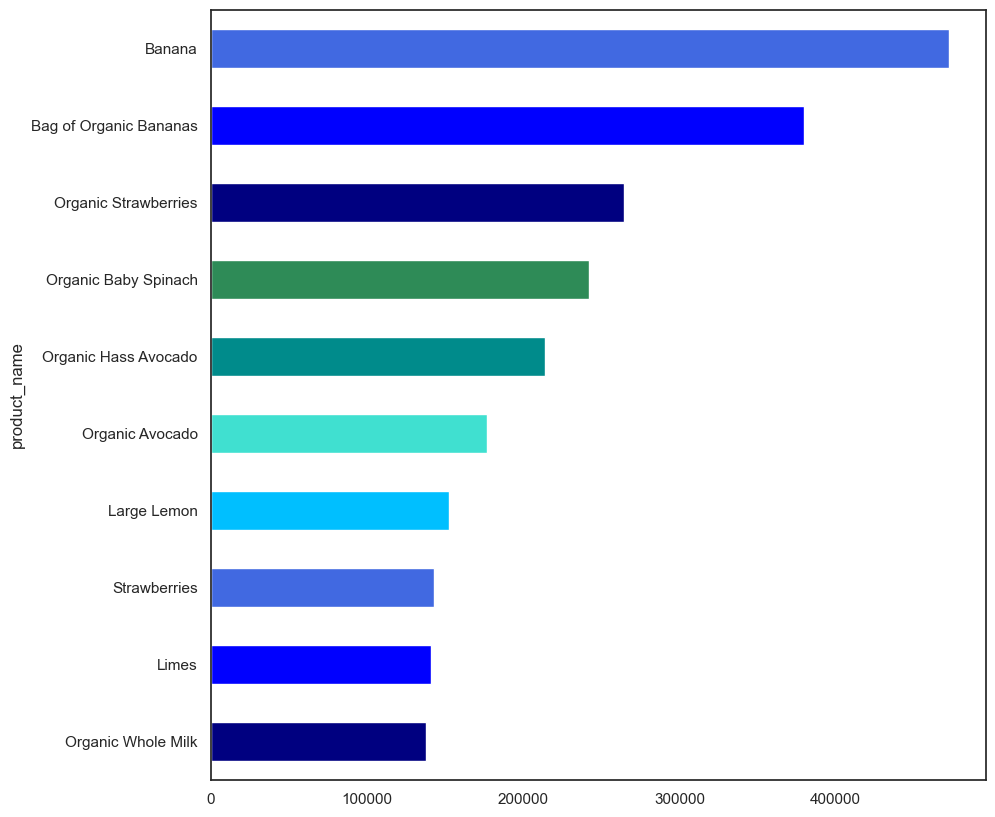 product_name
Banana
Bag of Organic Bananas
Organic Strawberries
Organic Baby Spinach
Organic Hass Avocado
Organic Avocado
Large Lemon
Strawberries
Limes
Organic Whole Milk
0 100000 200000 300000 400000